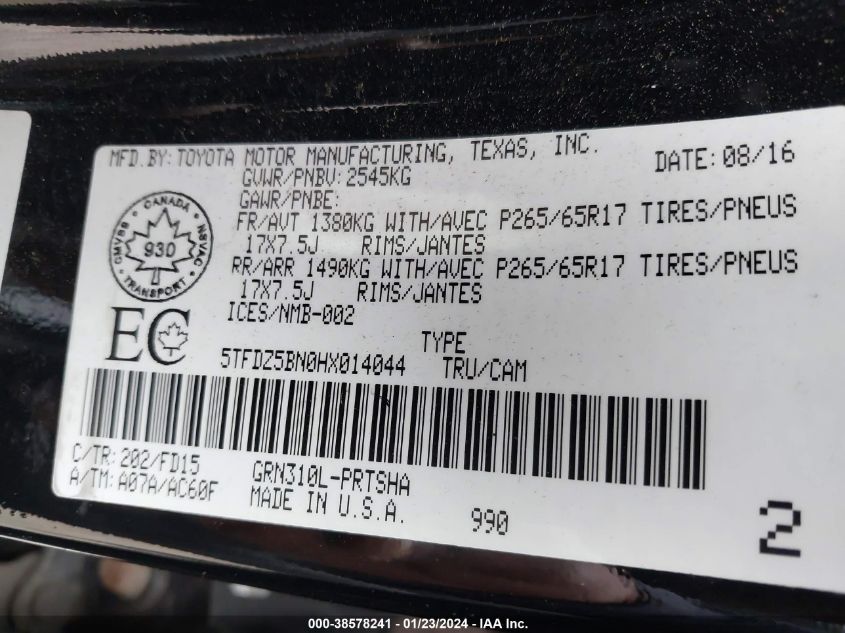 MFD. BY: TOYOTA MOTOR MANUFACTURING, TEXAS, INC. DATE: 08/16
GVWR/PNBV: 2545KG
GAWR/PNBE:
FR/AVT 1380KG WITH/AVEC P265/65R17 TIRES/PNEUS
17X7.5J RIMS/JANTES
RR/ARR 1490KG WITH/AVEC P265/65R17 TIRES/PNEUS
17X7.5J RIMS/JANTES
ICES/NMB-002
CANADA
CMVSS 930 NSVAC
TRANSPORT
EC
TYPE
5TFDZ5BN0HX014044 TRU/CAM
C/TR: 202/FD15 GRN310L-PRTSHA
A/TM: A07A/AC60F MADE IN U.S.A. 990
2
000-38578241 - 01/23/2024 - IAA Inc.